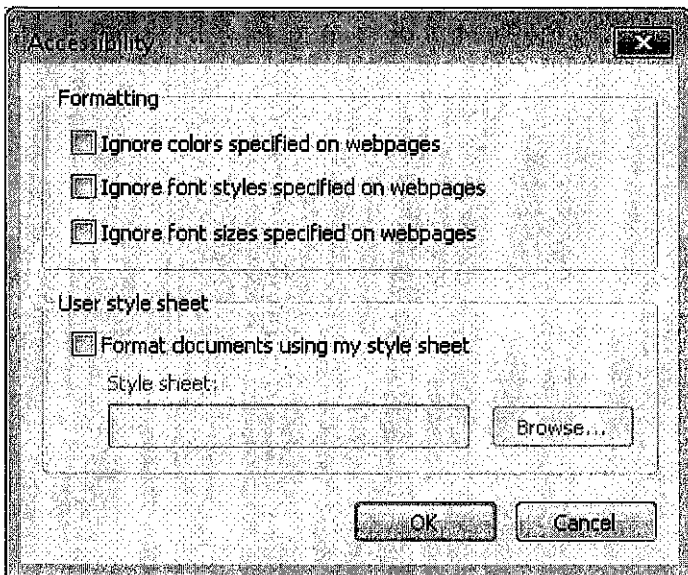 Accessibility
Formatting
Ignore colors specified on webpages
Ignore font styles specified on webpages
Ignore font sizes specified on webpages
User style sheet
Format documents using my style sheet
Style sheet:
Browse...
OK
Cancel